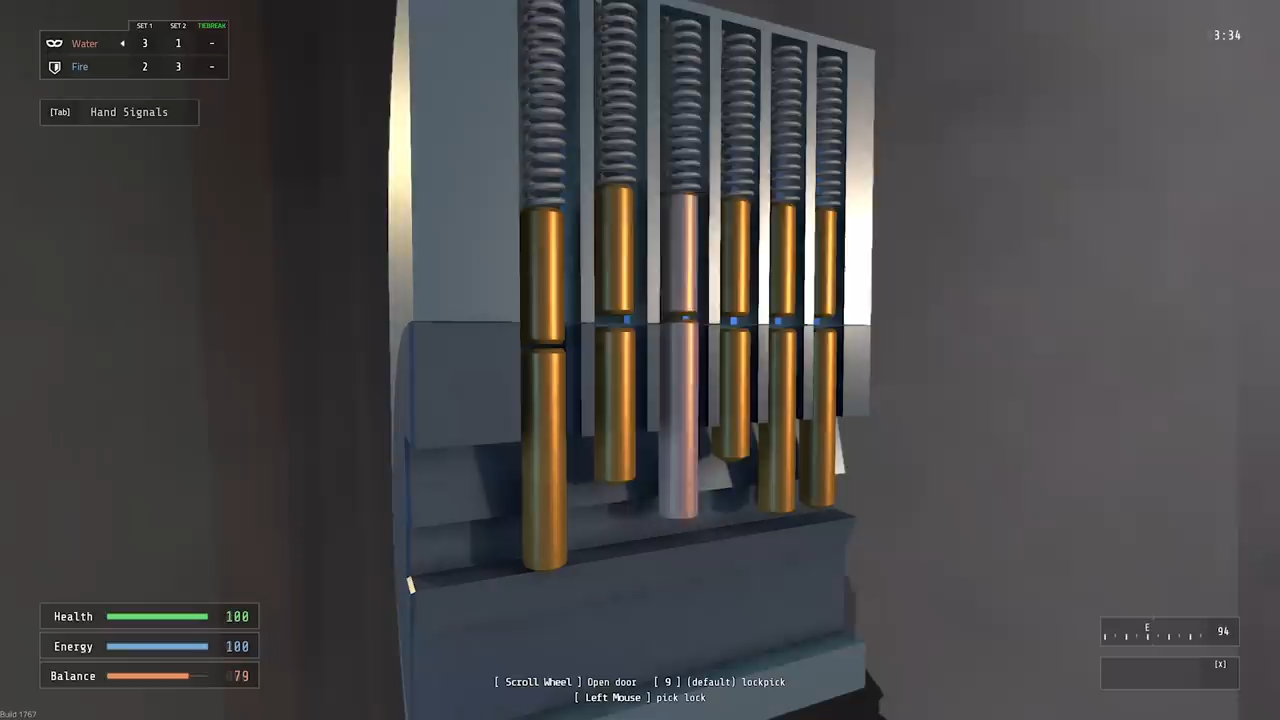 SET 1 SET 2 TIEBREAK
Water 3 1 -
Fire 2 3 -
[Tab] Hand Signals
3:34
Health 100
Energy 100
Balance 79
E
94
[x]
[ Scroll Wheel ] Open door [ 9 ] (default) lockpick
[ Left Mouse ] pick lock
Build 1767